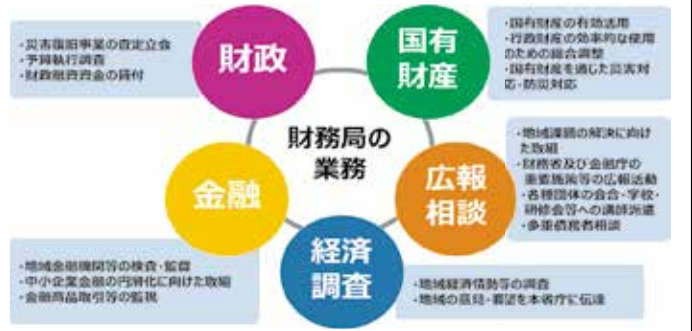 財政
・災害復旧事業の査定立会
・予算執行調査
・財政融資資金の貸付
国有
財産
・国有財産の有効活用
・行政財産の効率的な使用
のための総合調整
・国有財産を通じた災害対
応・防災対応
財務局の
業務
広報
相談
・地域課題の解決に向け
た取組
・財務省及び金融庁の
重要施策等の広報活動
・各種団体の会合・学校・
研修会等への講師派遣
・多重債務者相談
金融
・地域金融機関等の検査・監督
・中小企業金融の円滑化に向けた取組
・金融商品取引等の監視
経済
調査
・地域経済情勢等の調査
・地域の意見・要望を本省庁に伝達